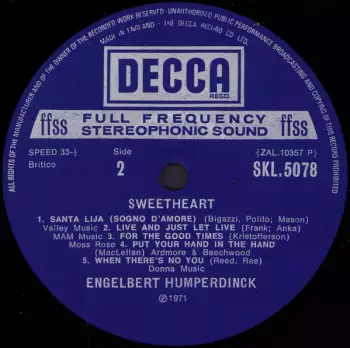 ALL RIGHTS OF THE MANUFACTURER AND OF THE OWNER OF THE RECORDED WORK RESERVED - UNAUTHORISED PUBLIC PERFORMANCE, BROADCASTING AND COPYING OF THIS RECORD PROHIBITED
MADE IN ENGLAND - THE DECCA RECORD CO. LTD.
DECCA
REGD.
ffss FULL FREQUENCY STEREOPHONIC SOUND ffss
SPEED 33-⅓ Side (ZAL.10357 P)
Britico 2 SKL.5078
SWEETHEART
1. SANTA LIJA (SOGNO D'AMORE) (Bigazzi, Polito; Mason)
Valley Music 2. LIVE AND JUST LET LIVE (Frank; Anka)
MAM Music 3. FOR THE GOOD TIMES (Kristofferson)
Moss Rose 4. PUT YOUR HAND IN THE HAND
(MacLellan) Ardmore & Beechwood
5. WHEN THERE'S NO YOU (Reed, Rae)
Donna Music
ENGELBERT HUMPERDINCK
Ⓟ1971